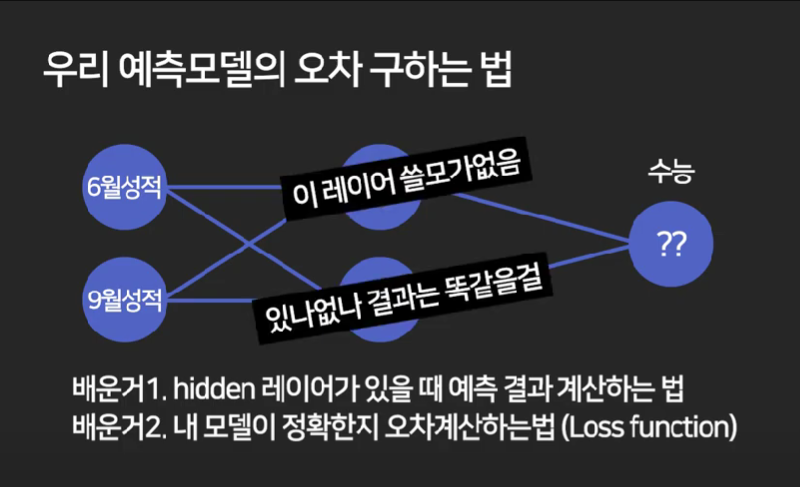 우리 예측모델의 오차 구하는 법
6월성적
이 레이어 쓸모가없음
수능
??
9월성적
있나없나 결과는 똑같을걸
배운거1. hidden 레이어가 있을 때 예측 결과 계산하는 법
배운거2. 내 모델이 정확한지 오차계산하는법 (Loss function)